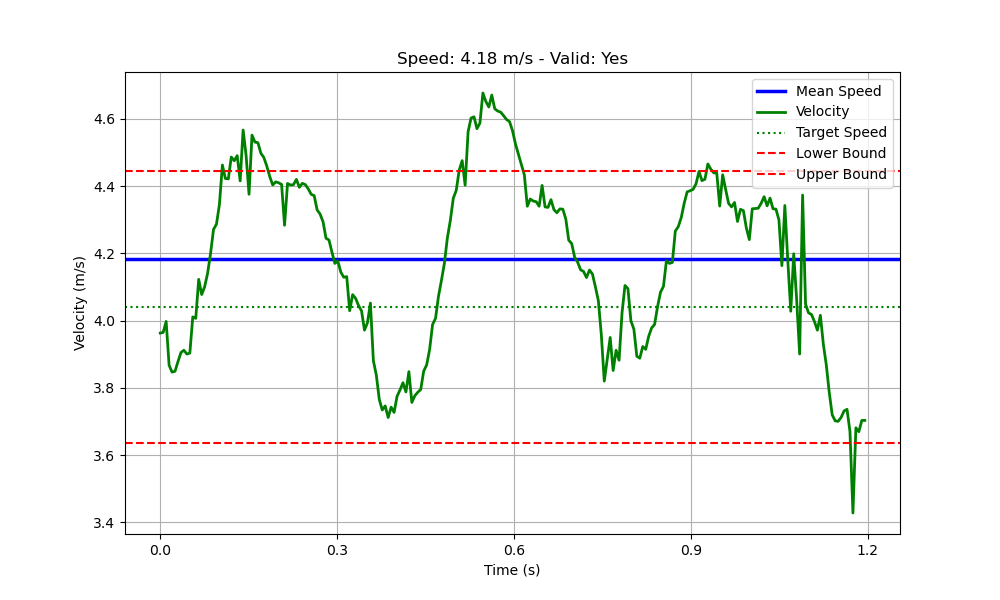 Speed: 4.18 m/s - Valid: Yes
Mean Speed
Velocity
Target Speed
Lower Bound
Upper Bound
4.6
4.4
4.2
4.0
3.8
3.6
3.4
Velocity (m/s)
0.0 0.3 0.6 0.9 1.2
Time (s)